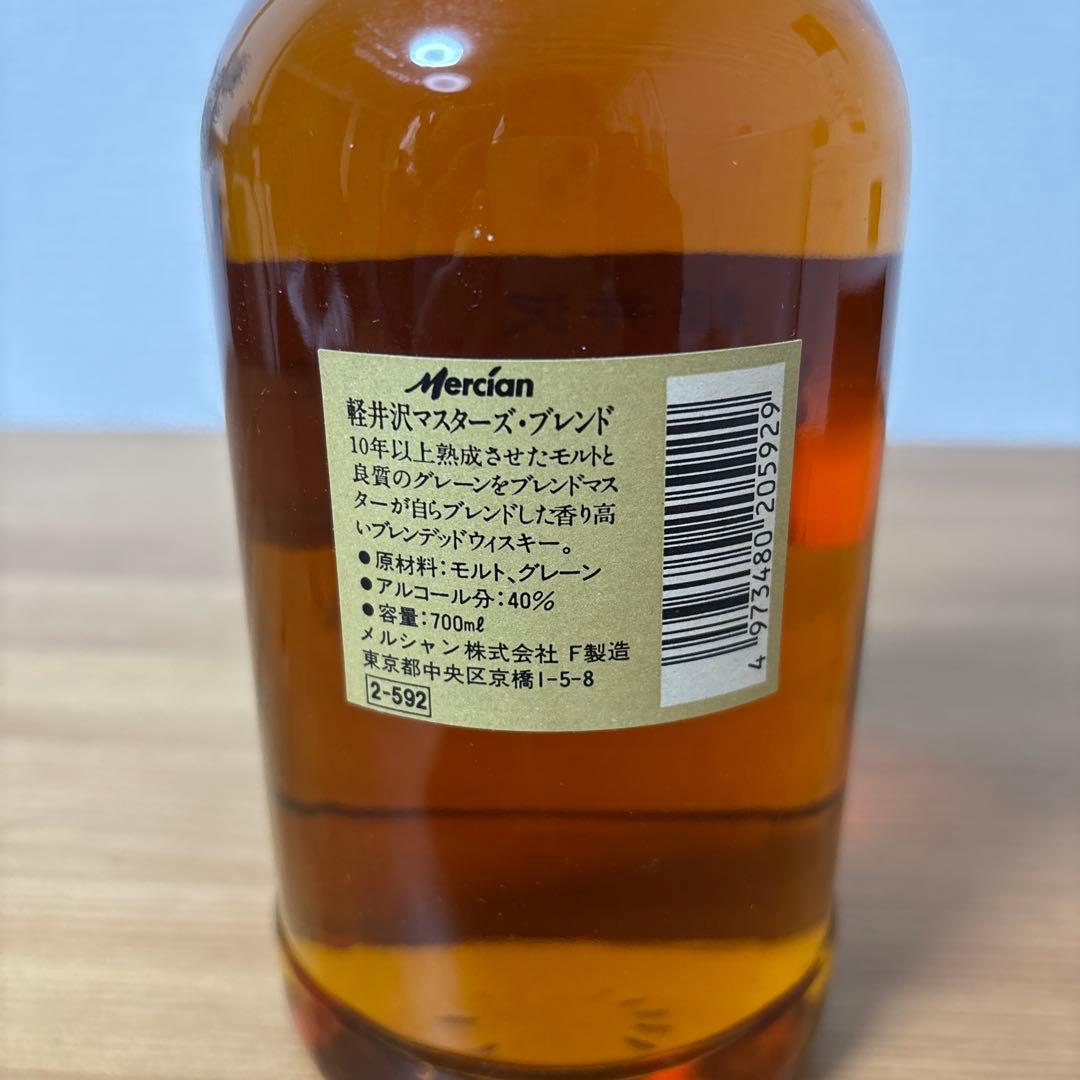 Mercian
軽井沢マスターズ・ブレンド
10年以上熟成させたモルトと
良質のグレーンをブレンドマス
ターが自らブレンドした香り高
いブレンデッドウィスキー。
●原材料:モルト、グレーン
●アルコール分:40%
●容量:700mℓ
メルシャン株式会社 F製造
東京都中央区京橋1-5-8
2-592
4 973480 205929